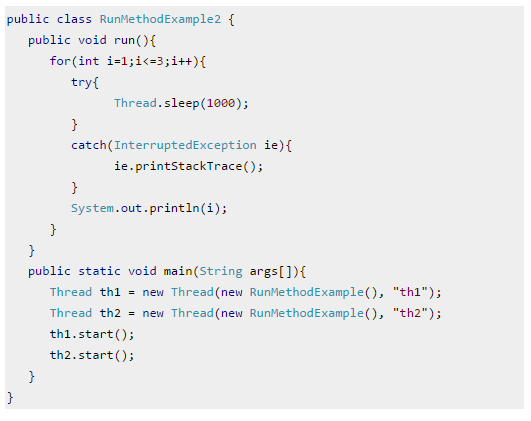 public class RunMethodExample2 {
public void run(){
for(int i=1;i<=3;i++){
try{
Thread.sleep(1000);
}
catch(InterruptedException ie){
ie.printStackTrace();
}
System.out.println(i);
}
}
public static void main(String args[]){
Thread th1 = new Thread(new RunMethodExample(), "th1");
Thread th2 = new Thread(new RunMethodExample(), "th2");
th1.start();
th2.start();
}
}